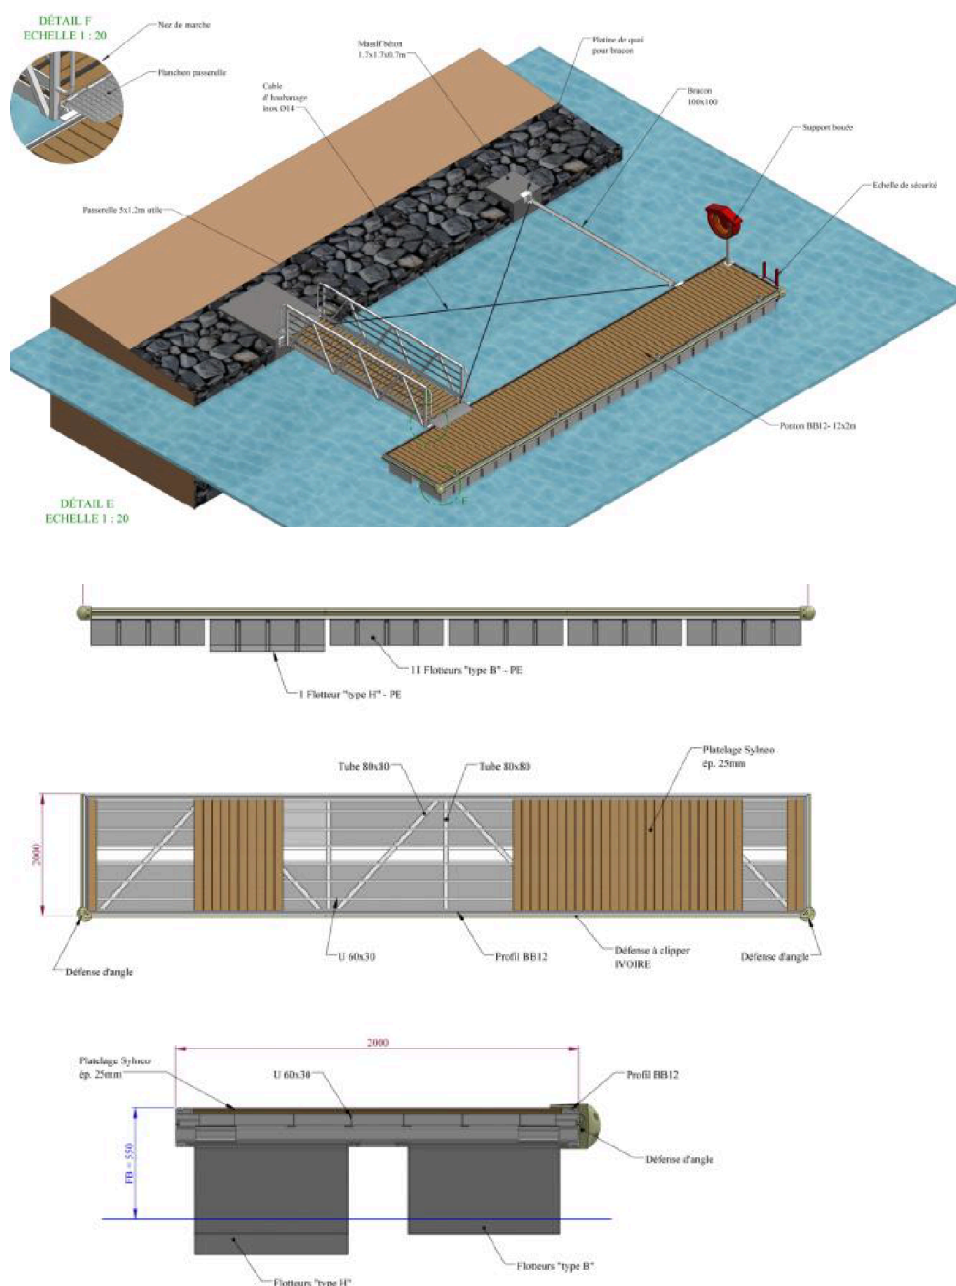 DÉTAIL F
ECHELLE 1 : 20
Nez de marche
Planchon passerelle
Cable
d' haubanage
inox Ø14
Massif béton
1.7x1.7x0.7m
Platine de quai
pour bracon
Bracon
100x100
Support bouée
Echelle de sécurité
Passerelle 5x1,2m utile
Ponton BB12- 12x2m
F
DÉTAIL E
ECHELLE 1 : 20
11 Flotteurs "type B" - PE
1 Flotteur "type H" - PE
Tube 80x80
Tube 80x80
Platelage Sylneo
ép. 25mm
2000
Défense d'angle
U 60x30
Profil BB12
Défense à clipper
IVOIRE
Défense d'angle
2000
Platelage Sylneo
ép. 25mm
U 60x30
Profil BB12
FB = 550
Défense d'angle
Flotteurs "type H"
Flotteurs "type B"